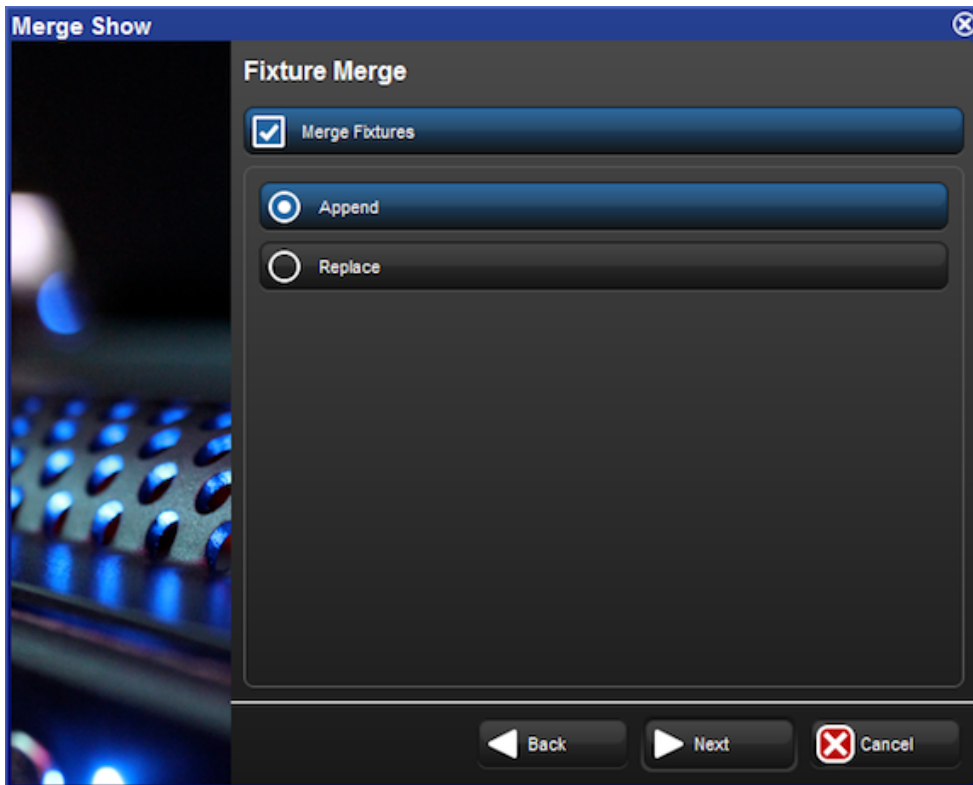 Merge Show
Fixture Merge
Merge Fixtures
Append
Replace
Back
Next
Cancel